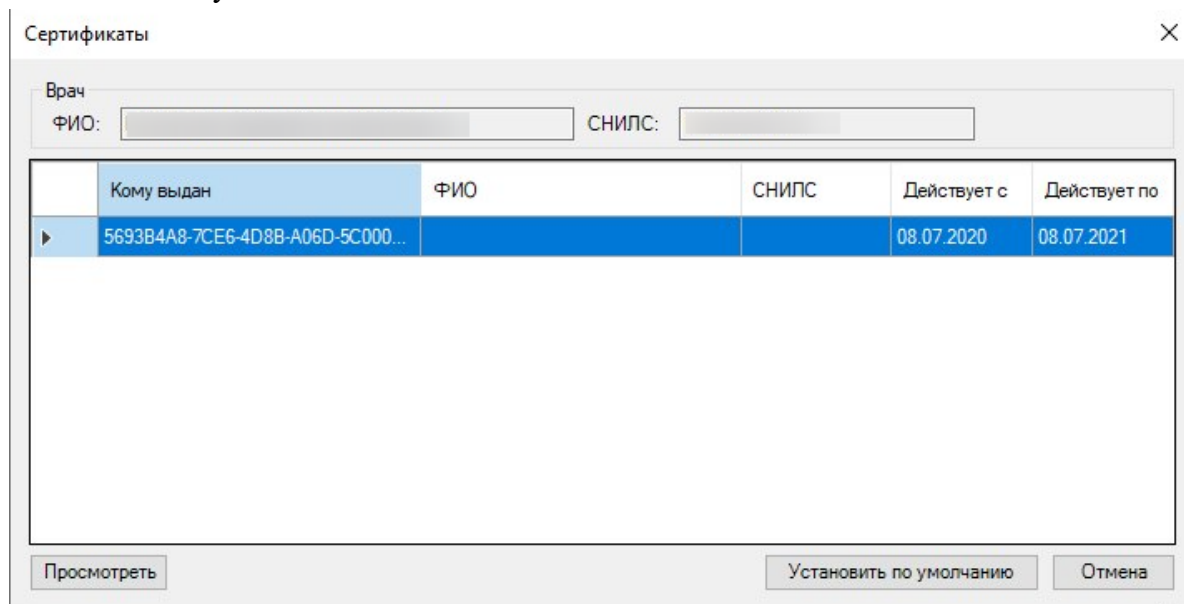 Сертификаты
Врач
ФИО: СНИЛС:
Кому выдан ФИО СНИЛС Действует с Действует по
5693B4A8-7CE6-4D8B-A06D-5C000... 08.07.2020 08.07.2021
Просмотреть Установить по умолчанию Отмена